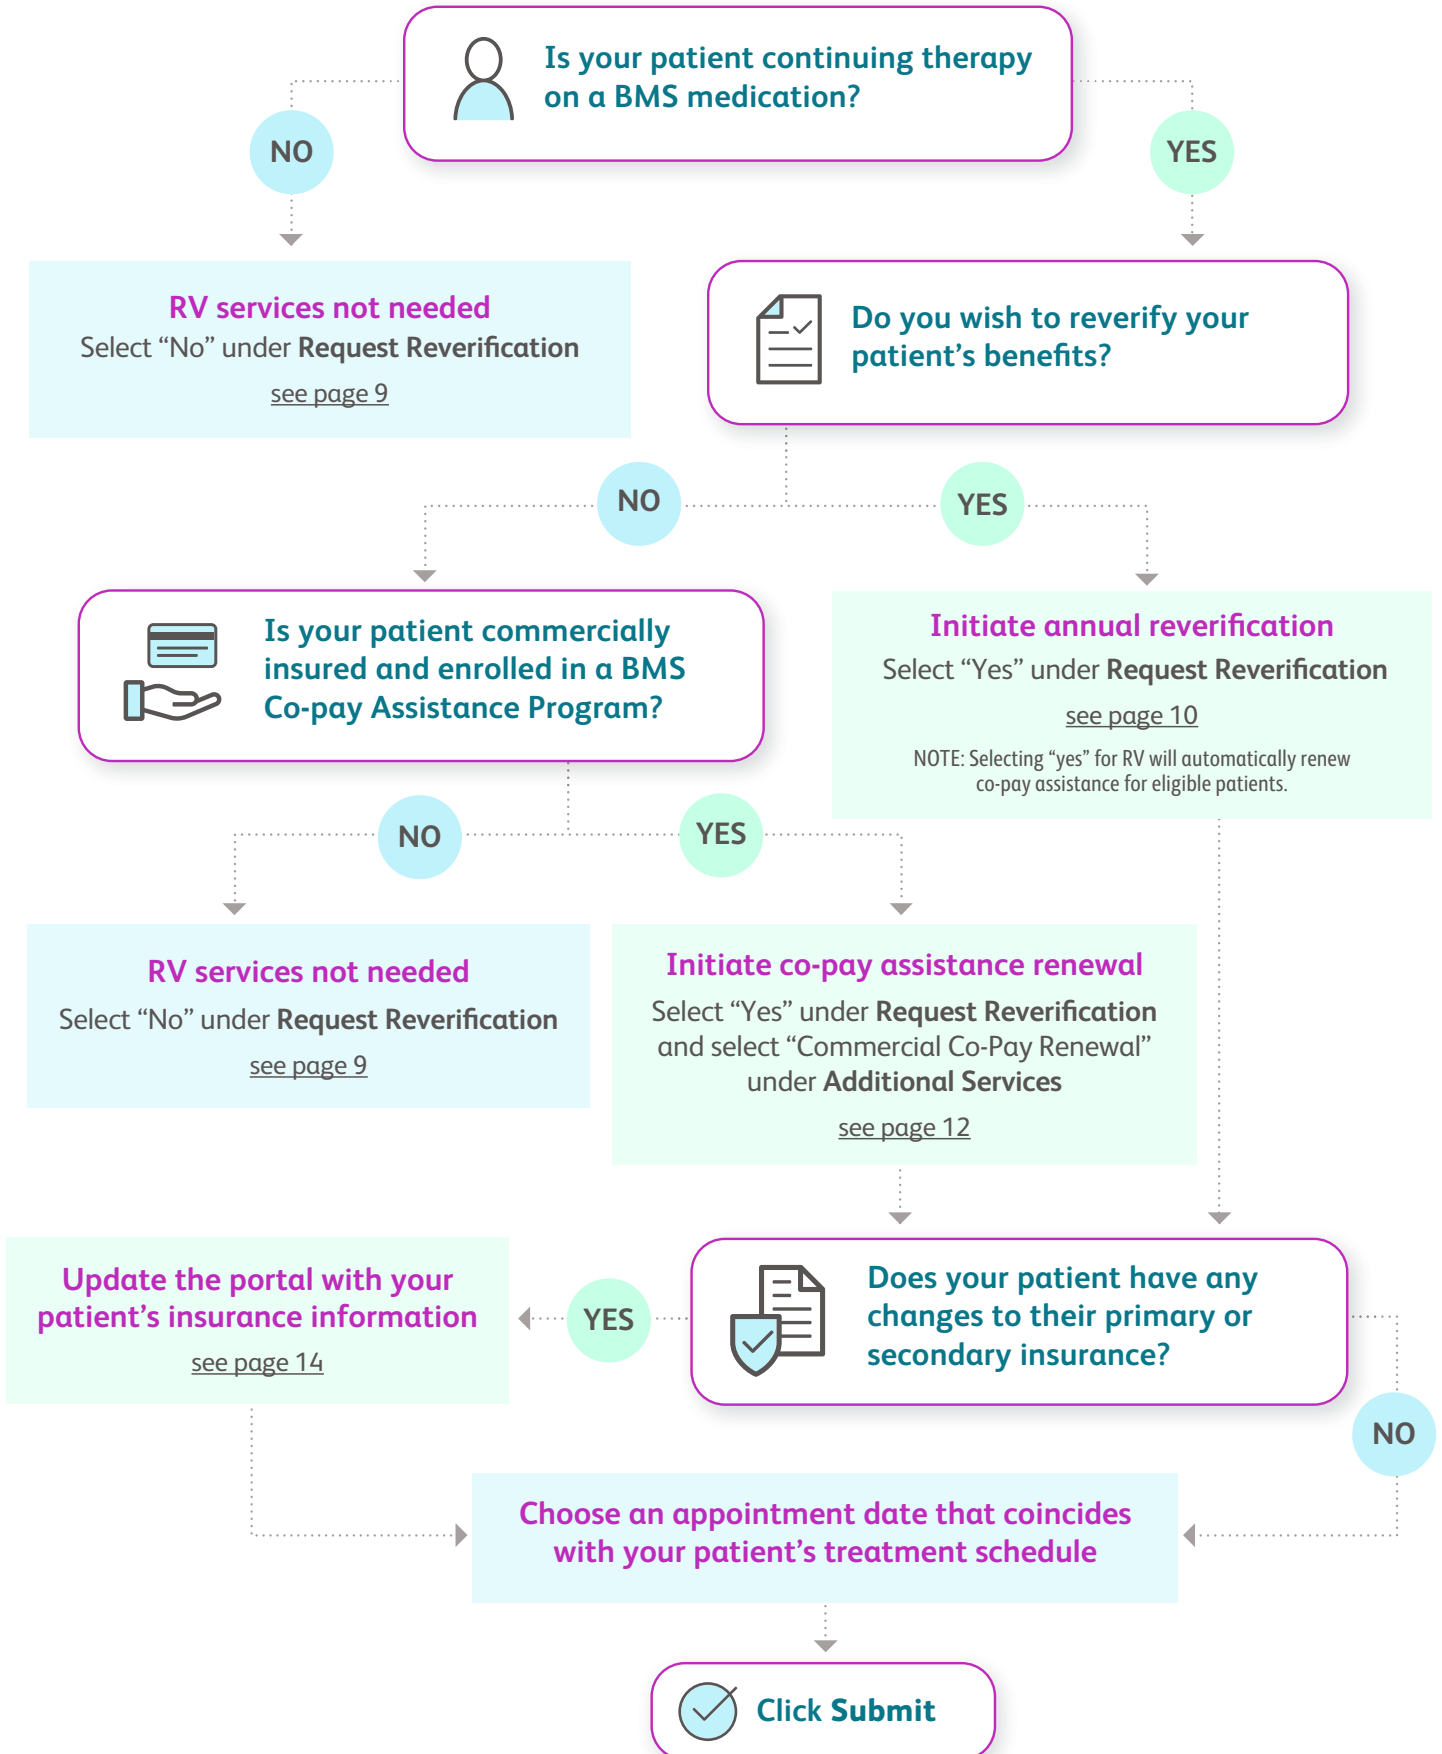 Is your patient continuing therapy
on a BMS medication?
NO
YES
RV services not needed
Select “No” under Request Reverification
see page 9
Do you wish to reverify your
patient’s benefits?
NO
YES
Is your patient commercially
insured and enrolled in a BMS
Co-pay Assistance Program?
Initiate annual reverification
Select “Yes” under Request Reverification
see page 10
NOTE: Selecting “yes” for RV will automatically renew
co-pay assistance for eligible patients.
NO
YES
RV services not needed
Select “No” under Request Reverification
see page 9
Initiate co-pay assistance renewal
Select “Yes” under Request Reverification
and select “Commercial Co-Pay Renewal”
under Additional Services
see page 12
Update the portal with your
patient’s insurance information
see page 14
YES
Does your patient have any
changes to their primary or
secondary insurance?
NO
Choose an appointment date that coincides
with your patient’s treatment schedule
Click Submit